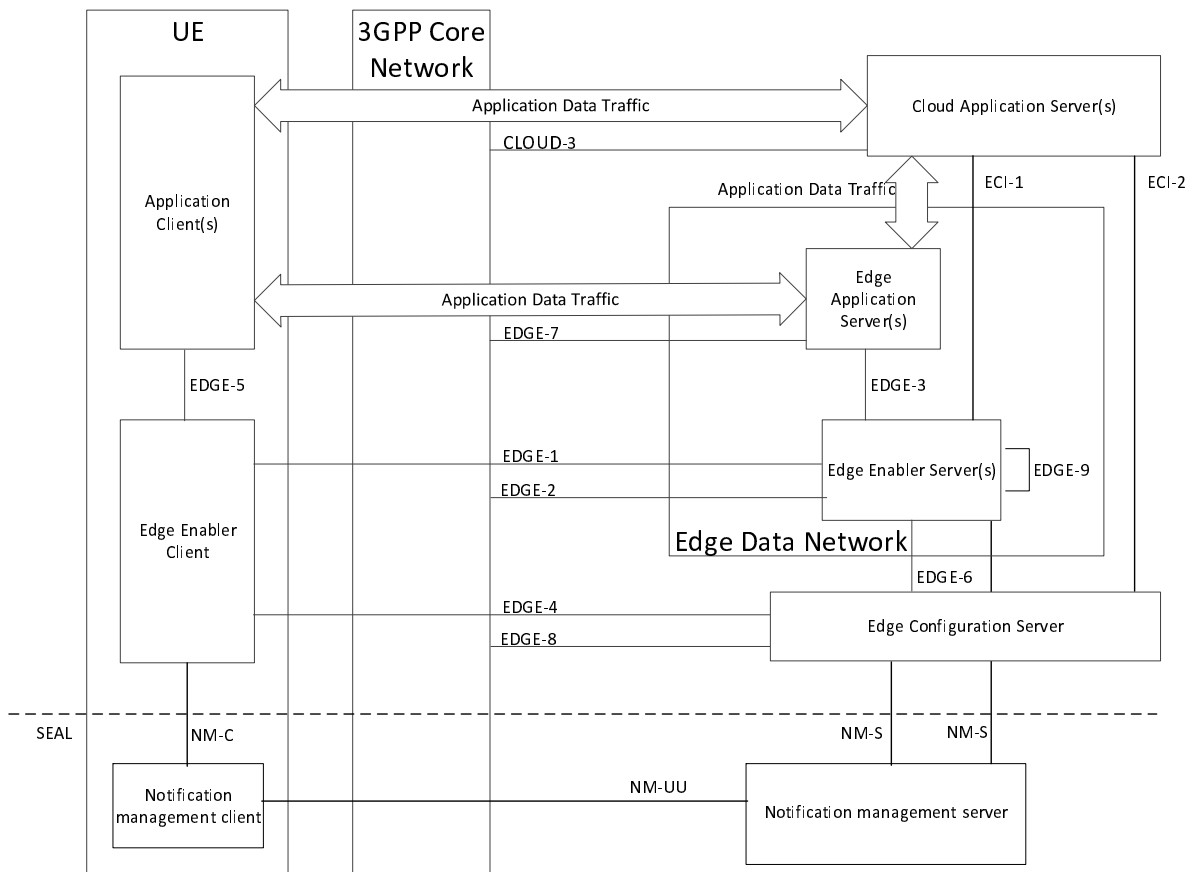 UE
3GPP Core
Network
Application Data Traffic
Cloud Application Server(s)
CLOUD-3
Application Data Traffic
ECI-1
ECI-2
Application
Client(s)
Edge
Application
Server(s)
Application Data Traffic
EDGE-7
EDGE-5
EDGE-3
EDGE-1
Edge Enabler Server(s)
EDGE-9
EDGE-2
Edge Enabler
Client
Edge Data Network
EDGE-6
EDGE-4
Edge Configuration Server
EDGE-8
SEAL
NM-C
NM-S
NM-S
Notification
management client
NM-UU
Notification management server